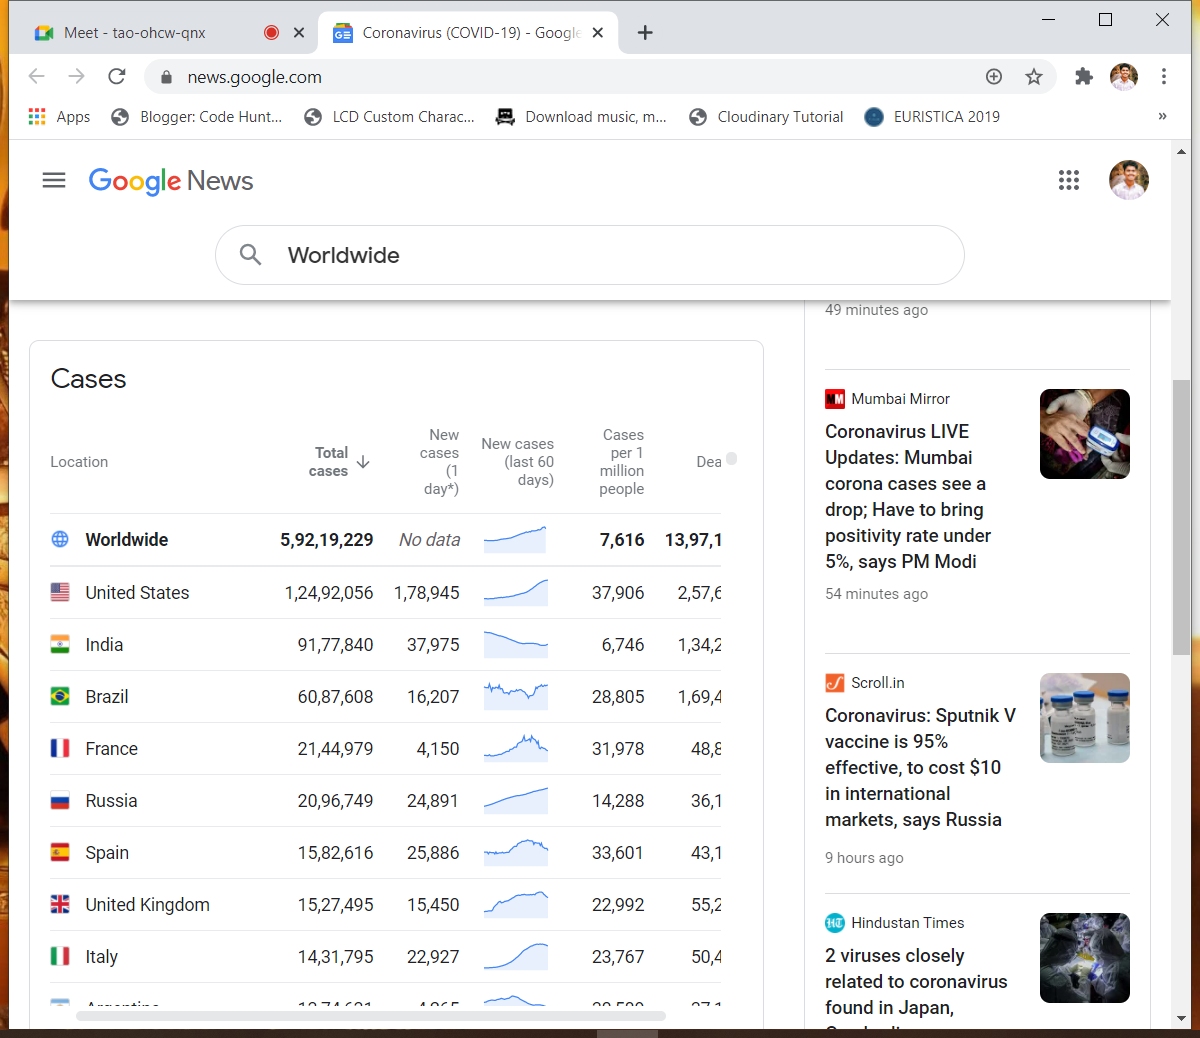 Meet - tao-ohcw-qnx
Coronavirus (COVID-19) - Google
news.google.com
Apps
Blogger: Code Hunt...
LCD Custom Charac...
Download music, m...
Cloudinary Tutorial
EURISTICA 2019
»
Google News
Worldwide
Cases
Location
Total
cases
New
cases
(1
day*)
New cases
(last 60
days)
Cases
per 1
million
people
Dea
Worldwide 5,92,19,229 No data 7,616 13,97,1
United States 1,24,92,056 1,78,945 37,906 2,57,6
India 91,77,840 37,975 6,746 1,34,2
Brazil 60,87,608 16,207 28,805 1,69,4
France 21,44,979 4,150 31,978 48,8
Russia 20,96,749 24,891 14,288 36,1
Spain 15,82,616 25,886 33,601 43,1
United Kingdom 15,27,495 15,450 22,992 55,2
Italy 14,31,795 22,927 23,767 50,4
49 minutes ago
Mumbai Mirror
Coronavirus LIVE
Updates: Mumbai
corona cases see a
drop; Have to bring
positivity rate under
5%, says PM Modi
54 minutes ago
Scroll.in
Coronavirus: Sputnik V
vaccine is 95%
effective, to cost $10
in international
markets, says Russia
9 hours ago
Hindustan Times
2 viruses closely
related to coronavirus
found in Japan,